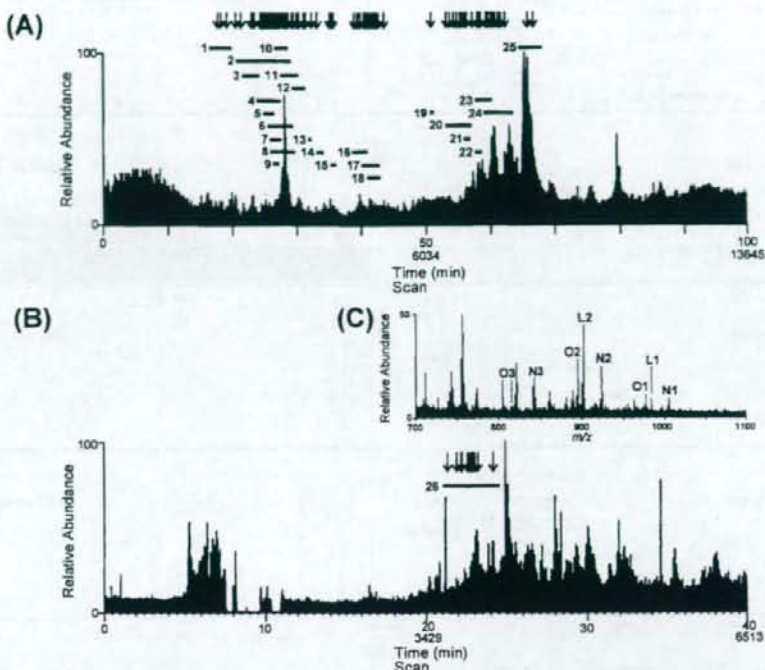 (A)
100
Relative Abundance
0
1
2
3
4
5
6
7
8
9
10
11
12
13
14
15
16
17
18
19
20
21
22
23
24
25
0
50
100
6034
13645
Time (min)
Scan
(B)
100
Relative Abundance
0
26
0
10
20
30
40
3429
6513
Time (min)
Scan
(C)
50
Relative Abundance
0
O3
N3
O2
L2
N2
O1
L1
N1
700
800
900
1000
1100
m/z